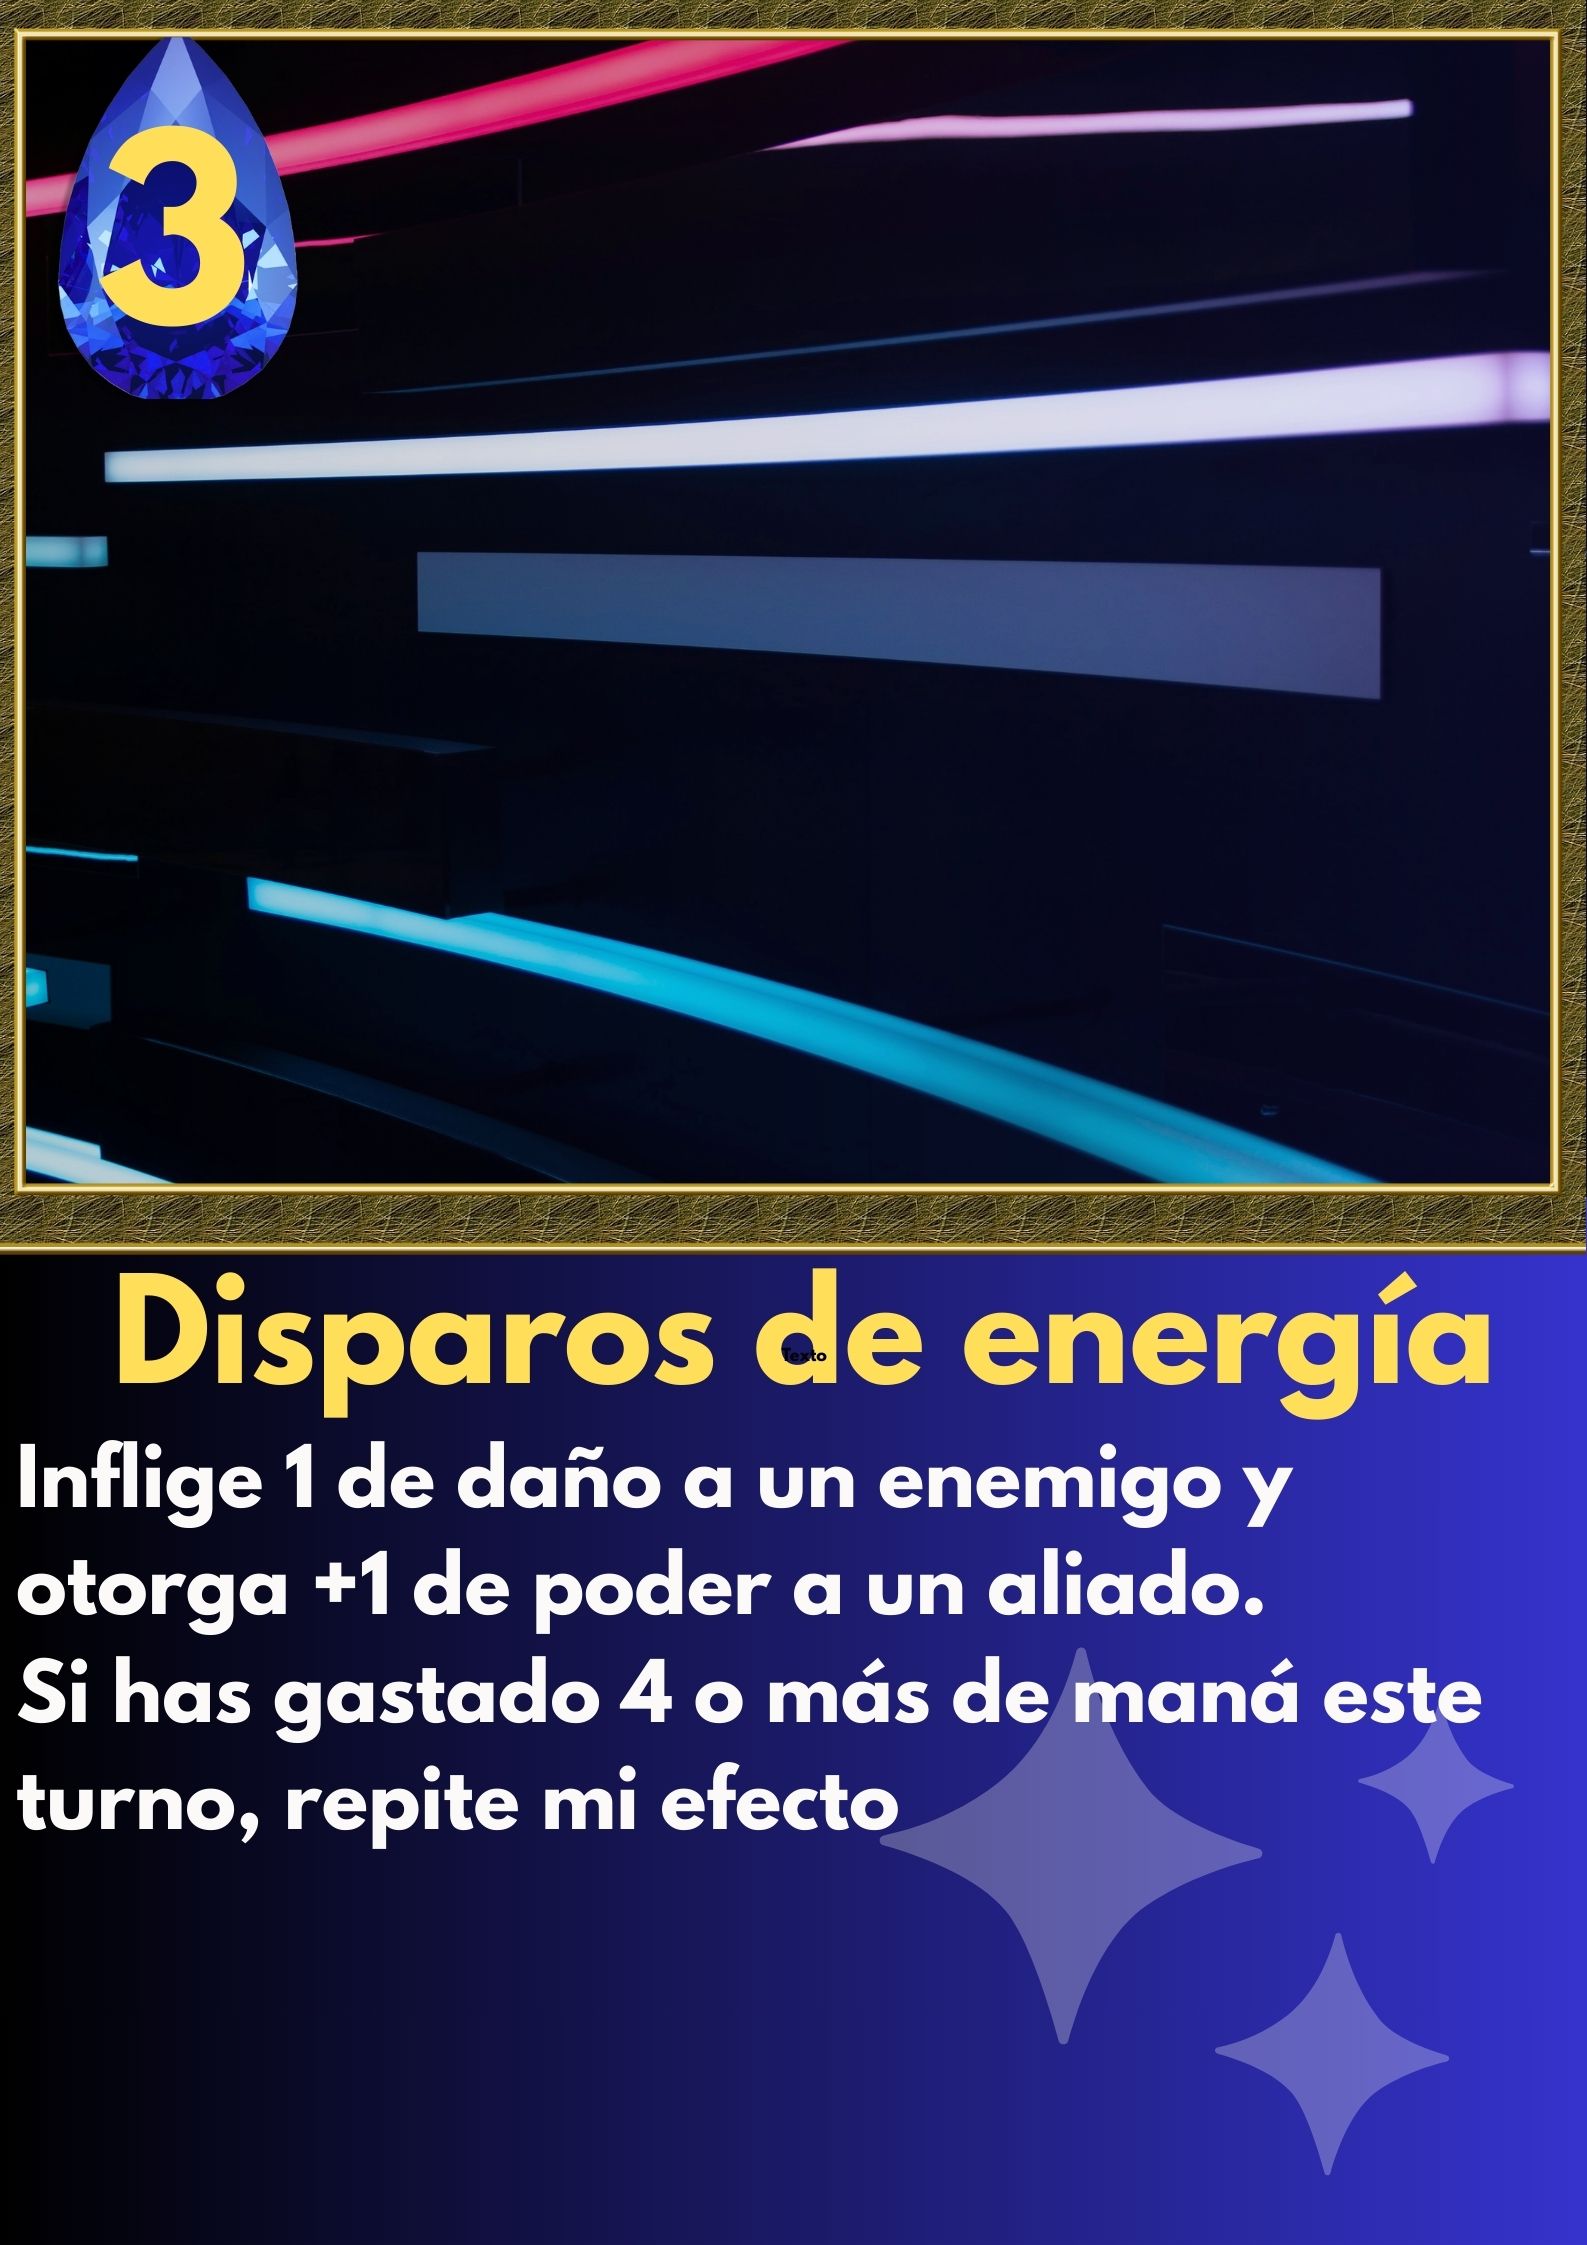 3
Disparos de energía
Texto
Inflige 1 de daño a un enemigo y
otorga +1 de poder a un aliado.
Si has gastado 4 o más de maná este
turno, repite mi efecto